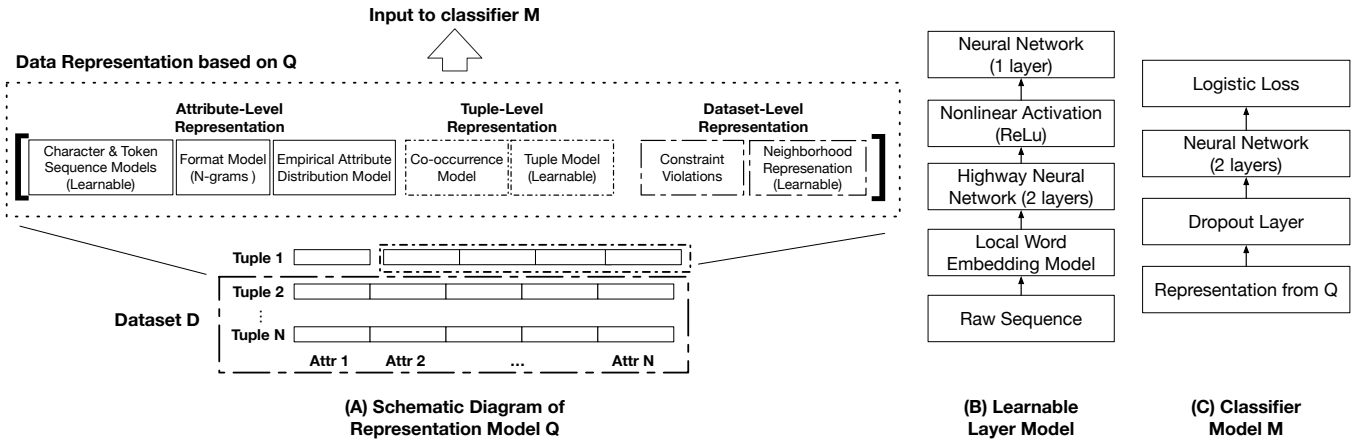 Input to classifier M
Data Representation based on Q
Attribute-Level
Representation
Tuple-Level
Representation
Dataset-Level
Representation
Character & Token
Sequence Models
(Learnable)
Format Model
(N-grams )
Empirical Attribute
Distribution Model
Co-occurrence
Model
Tuple Model
(Learnable)
Constraint
Violations
Neighborhood
Represenation
(Learnable)
Tuple 1
Tuple 2
⋮
Tuple N
Dataset D
Attr 1 Attr 2 ... Attr N
(A) Schematic Diagram of
Representation Model Q
Neural Network
(1 layer)
Nonlinear Activation
(ReLu)
Highway Neural
Network (2 layers)
Local Word
Embedding Model
Raw Sequence
(B) Learnable
Layer Model
Logistic Loss
Neural Network
(2 layers)
Dropout Layer
Representation from Q
(C) Classifier
Model M